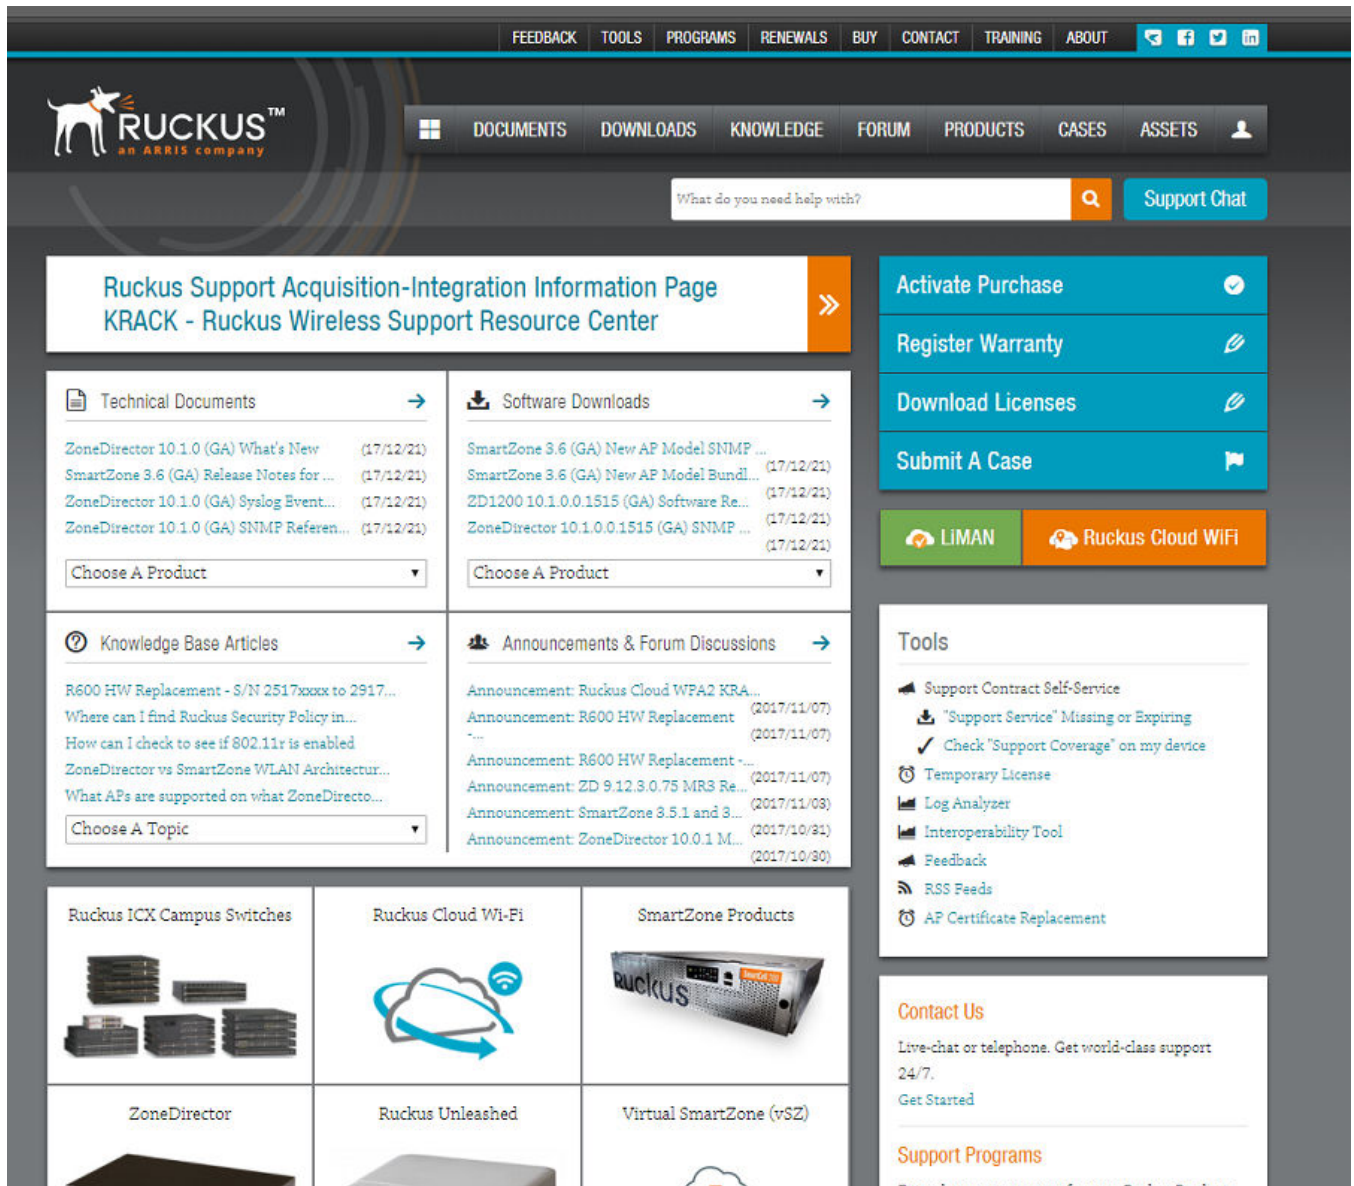 FEEDBACK TOOLS PROGRAMS RENEWALS BUY CONTACT TRAINING ABOUT
RUCKUS™
an ARRIS company
DOCUMENTS DOWNLOADS KNOWLEDGE FORUM PRODUCTS CASES ASSETS
What do you need help with?
Support Chat
Ruckus Support Acquisition-Integration Information Page
KRACK - Ruckus Wireless Support Resource Center
Technical Documents
ZoneDirector 10.1.0 (GA) What's New (17/12/21)
SmartZone 3.6 (GA) Release Notes for ... (17/12/21)
ZoneDirector 10.1.0 (GA) Syslog Event... (17/12/21)
ZoneDirector 10.1.0 (GA) SNMP Referen... (17/12/21)
Choose A Product
Software Downloads
SmartZone 3.6 (GA) New AP Model SNMP ...
(17/12/21)
SmartZone 3.6 (GA) New AP Model Bundl...
(17/12/21)
ZD1200 10.1.0.0.1515 (GA) Software Re...
(17/12/21)
ZoneDirector 10.1.0.0.1515 (GA) SNMP ...
(17/12/21)
Choose A Product
Knowledge Base Articles
R600 HW Replacement - S/N 2517xxxx to 2917...
Where can I find Ruckus Security Policy in...
How can I check to see if 802.11r is enabled
ZoneDirector vs SmartZone WLAN Architectur...
What APs are supported on what ZoneDirecto...
Choose A Topic
Announcements & Forum Discussions
Announcement: Ruckus Cloud WPA2 KRA...
(2017/11/07)
Announcement: R600 HW Replacement
-...
(2017/11/07)
Announcement: R600 HW Replacement -...
(2017/11/07)
Announcement: ZD 9.12.3.0.75 MR3 Re...
(2017/11/03)
Announcement: SmartZone 3.5.1 and 3...
(2017/10/31)
Announcement: ZoneDirector 10.0.1 M...
(2017/10/30)
Ruckus ICX Campus Switches
Ruckus Cloud Wi-Fi
SmartZone Products
RUCKUS
ZoneDirector
Ruckus Unleashed
Virtual SmartZone (vSZ)
Activate Purchase
Register Warranty
Download Licenses
Submit A Case
LiMAN
Ruckus Cloud WiFi
Tools
Support Contract Self-Service
"Support Service" Missing or Expiring
Check "Support Coverage" on my device
Temporary License
Log Analyzer
Interoperability Tool
Feedback
RSS Feeds
AP Certificate Replacement
Contact Us
Live-chat or telephone. Get world-class support
24/7.
Get Started
Support Programs